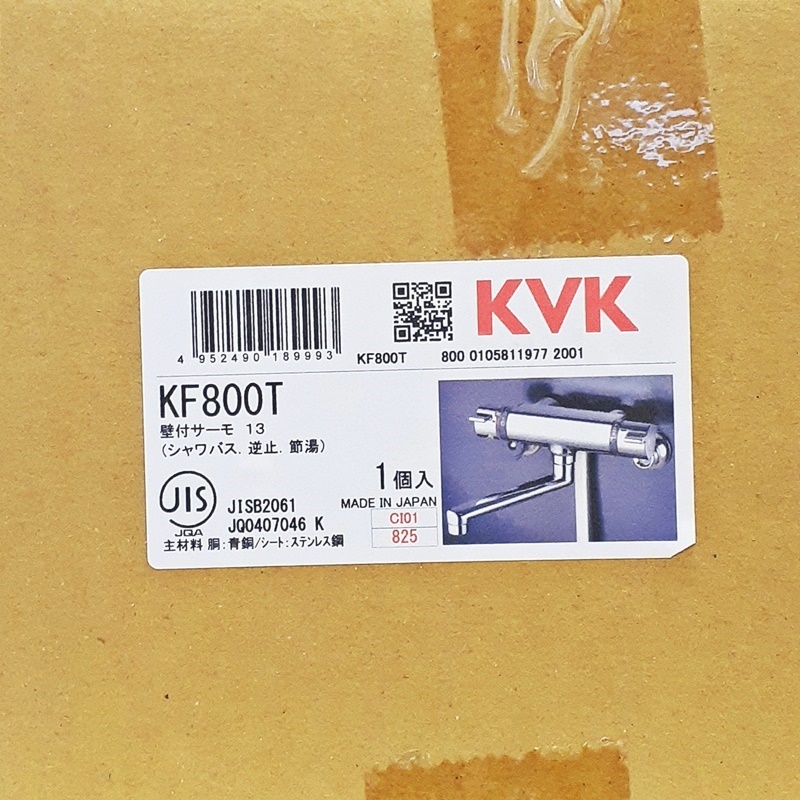 KVK
4 952490 189993
KF800T 800 0105811977 2001
KF800T
壁付サーモ 13
(シャワバス.逆止.節湯)
1個入
JIS
JQA
JISB2061
JQ0407046 K
MADE IN JAPAN
CI01
825
主材料 胴:青銅/シート:ステンレス鋼